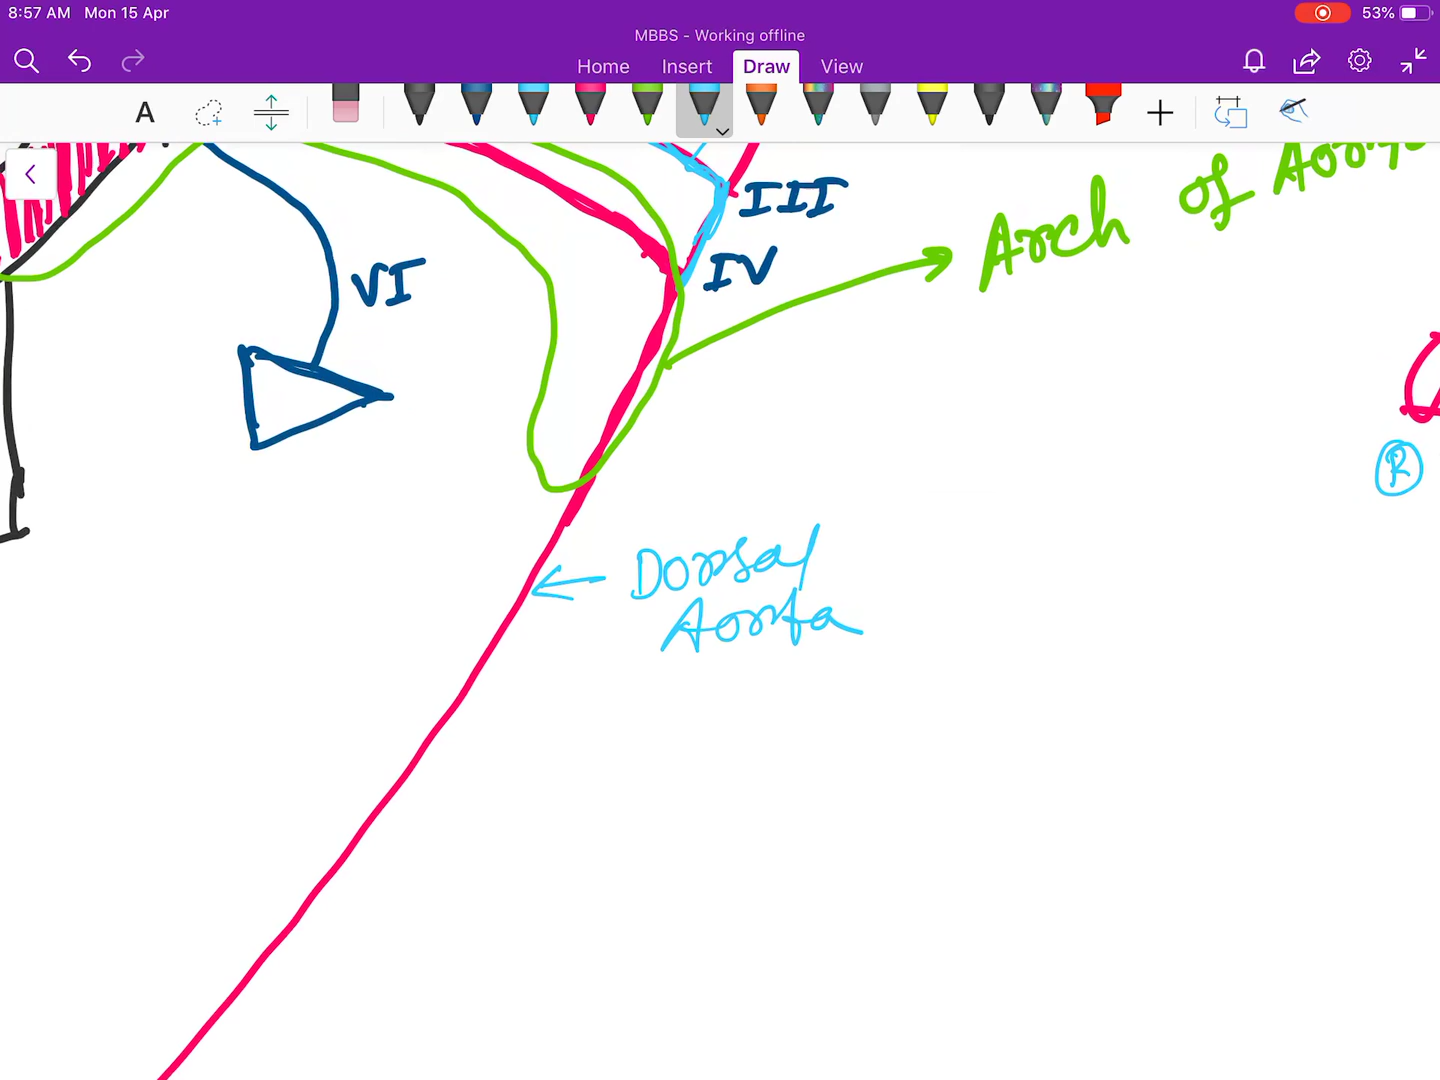 8:57 AM Mon 15 Apr
53%
MBBS - Working offline
Home Insert Draw View
A
III
Arch of Aorta
IV
VI
R
Dorsal
Aorta